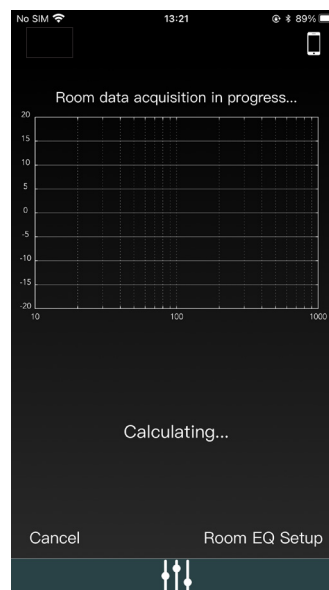 No SIM 13:21 89%
Room data acquisition in progress...
20
15
10
5
0
-5
-10
-15
-20
10 100 1000
Calculating...
Cancel Room EQ Setup